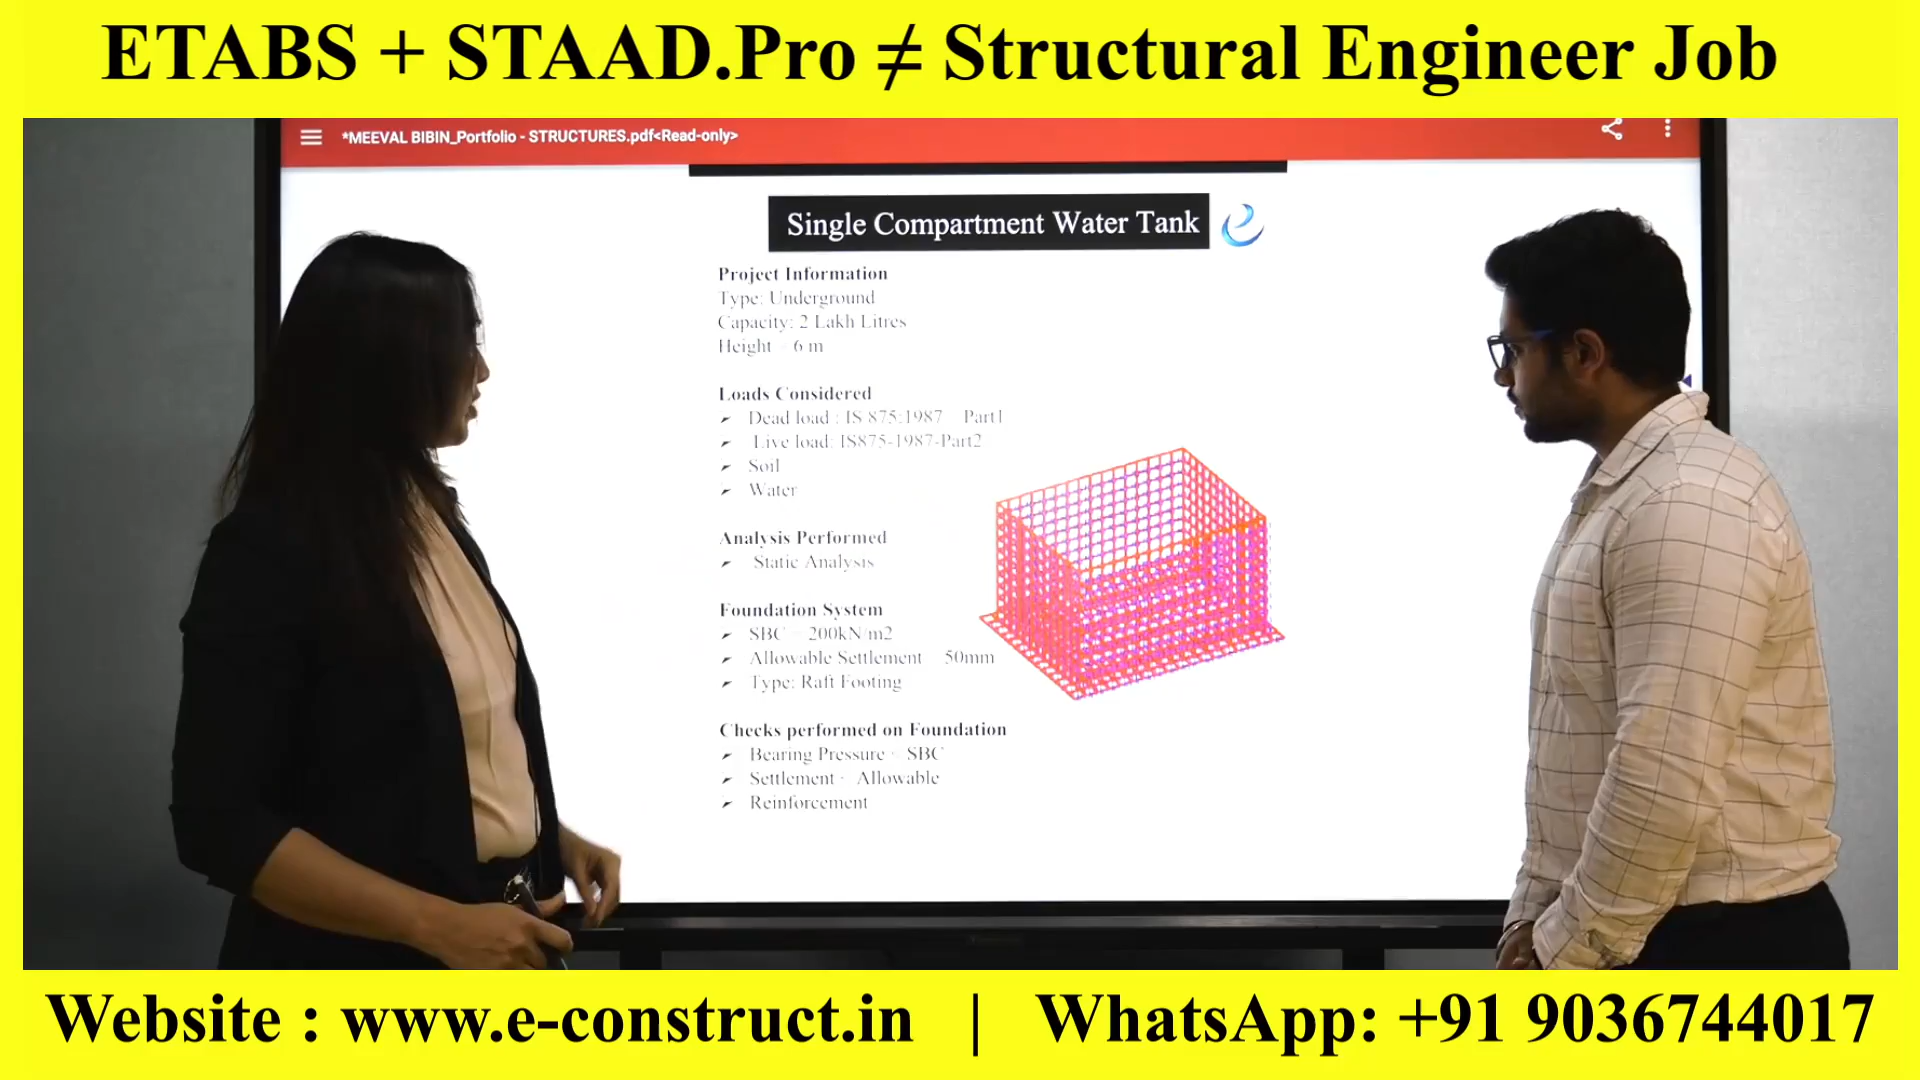 ETABS + STAAD.Pro ≠ Structural Engineer Job
*MEEVAL BIBIN_Portfolio - STRUCTURES.pdf<Read-only>
Single Compartment Water Tank
Project Information
Type: Underground
Capacity: 2 Lakh Litres
Height - 6 m
Loads Considered
➢ Dead load : IS 875:1987 Part1
➢ Live load: IS875-1987-Part2
➢ Soil
➢ Water
Analysis Performed
➢ Static Analysis
Foundation System
➢ SBC - 200kN/m2
➢ Allowable Settlement 50mm
➢ Type: Raft Footing
Checks performed on Foundation
➢ Bearing Pressure < SBC
➢ Settlement < Allowable
➢ Reinforcement
Website : www.e-construct.in | WhatsApp: +91 9036744017